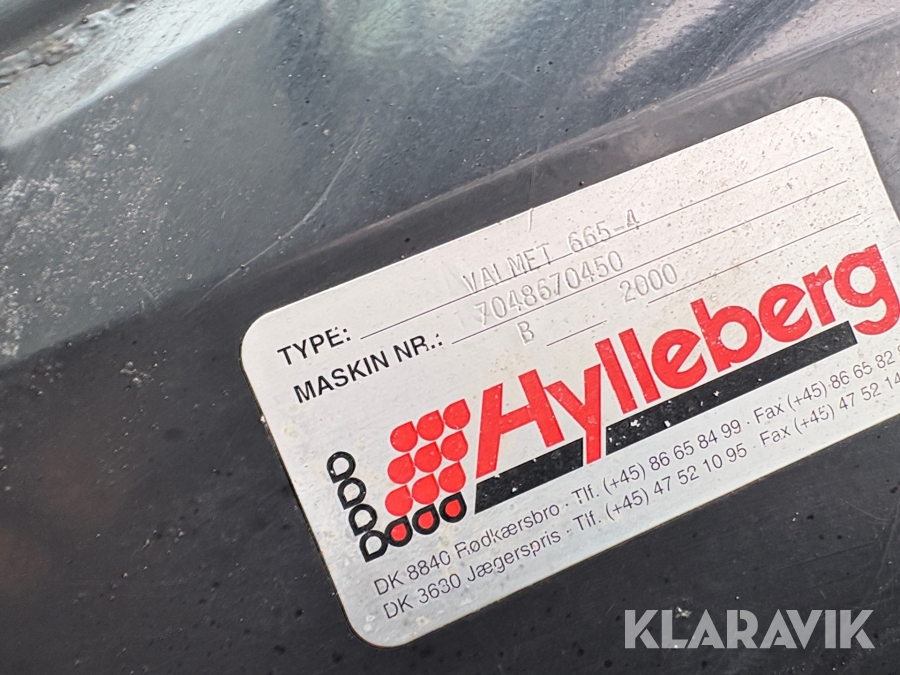 TYPE: VALMET 665-4
MASKIN NR.: 7048670450
B 2000
Hylleberg
DK 8840 Rødkærsbro · Tlf. (+45) 86 65 84 99 · Fax (+45) 86 65 82
DK 3630 Jægerspris · Tlf. (+45) 47 52 10 95 · Fax (+45) 47 52 14
KLARAVIK